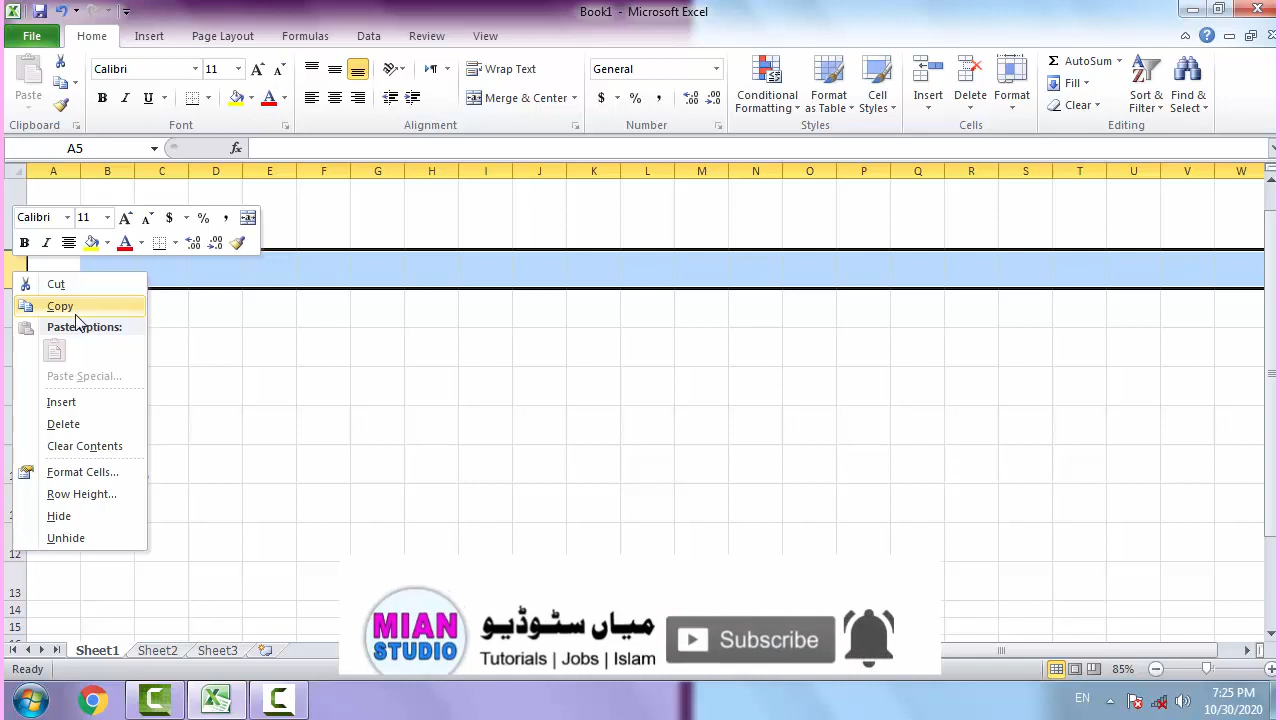 Book1 - Microsoft Excel
File Home Insert Page Layout Formulas Data Review View
Calibri 11 Wrap Text General AutoSum
Paste B I U Merge & Center $ % , Conditional Formatting Format as Table Cell Styles Insert Delete Format Fill Clear Sort & Filter Find & Select
Clipboard Font Alignment Number Styles Cells Editing
A5 fx
A B C D E F G H I J K L M N O P Q R S T U V W
Calibri 11 A A $ % ,
B I A
Cut
Copy
Paste Options:
Paste Special...
Insert
Delete
Clear Contents
Format Cells...
Row Height...
Hide
Unhide
12
13
14
15
MIAN
STUDIO
میاں سٹوڈیو
Tutorials | Jobs | Islam
Subscribe
Sheet1 Sheet2 Sheet3
Ready 85%
EN 7:25 PM
10/30/2020